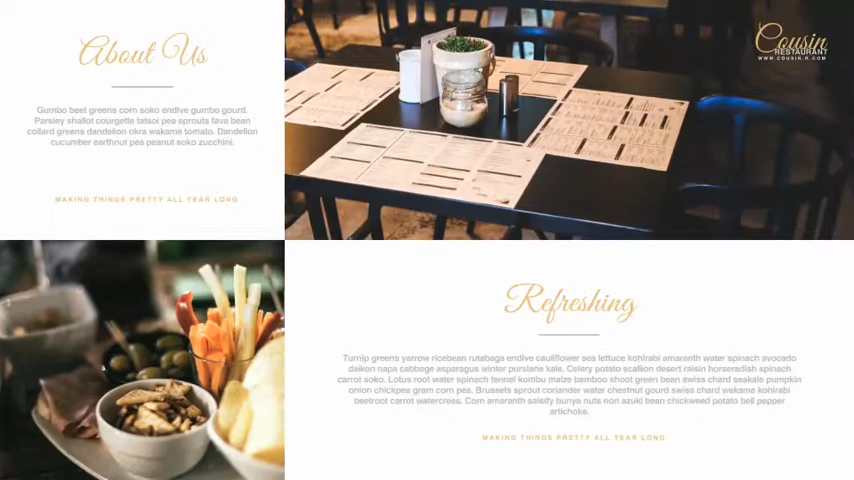 About Us
Gumbo beet greens corn soko endive gumbo gourd.
Parsley shallot courgette tatsoi pea sprouts fava bean
collard greens dandelion okra wakame tomato. Dandelion
cucumber earthnut pea peanut soko zucchini.
MAKING THINGS PRETTY ALL YEAR LONG
Cousin
RESTAURANT
WWW.COUSIN.R.COM
Refreshing
Turnip greens yarrow ricebean rutabaga endive cauliflower sea lettuce kohlrabi amaranth water spinach avocado
daikon napa cabbage asparagus winter purslane kale. Celery potato scallion desert raisin horseradish spinach
carrot soko. Lotus root water spinach fennel kombu maize bamboo shoot green bean swiss chard seakale pumpkin
onion chickpea gram corn pea. Brussels sprout coriander water chestnut gourd swiss chard wakame kohlrabi
beetroot carrot watercress. Corn amaranth salsify bunya nuts nori azuki bean chickweed potato bell pepper
artichoke.
MAKING THINGS PRETTY ALL YEAR LONG